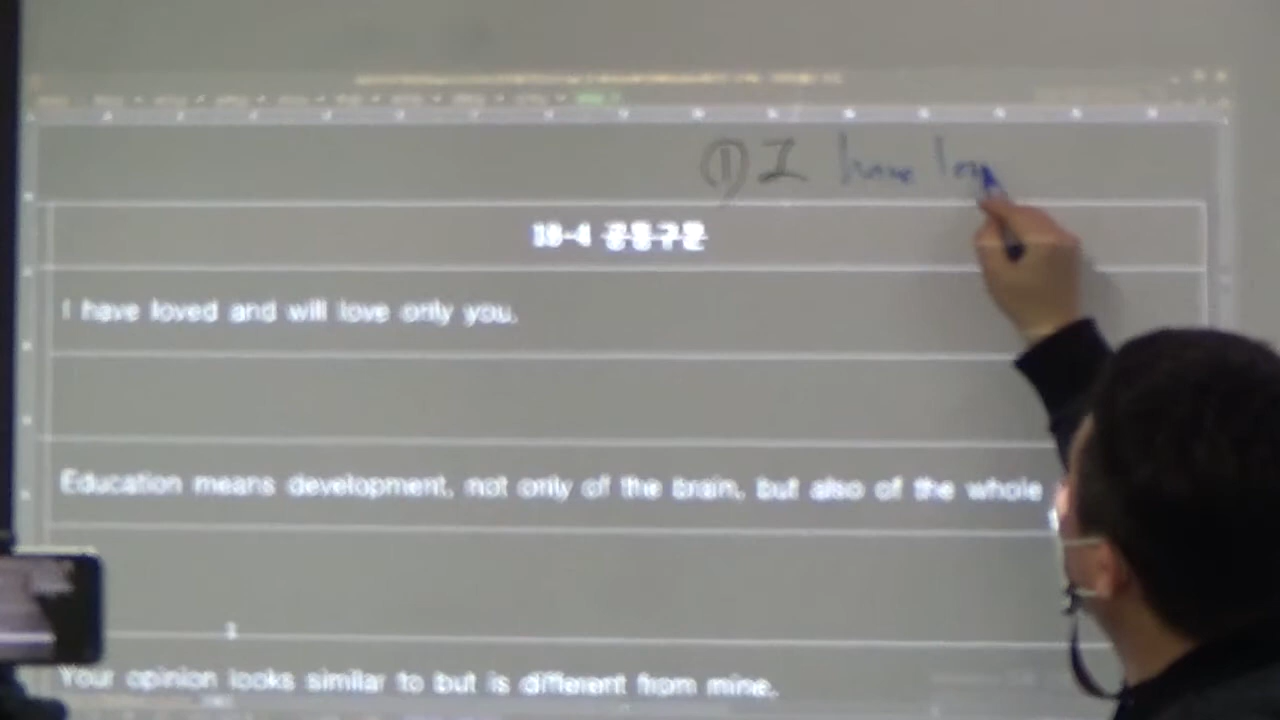 ① I have lov
18-4 공통구문
I have loved and will love only you.
Education means development, not only of the brain, but also of the whole
Your opinion looks similar to but is different from mine.